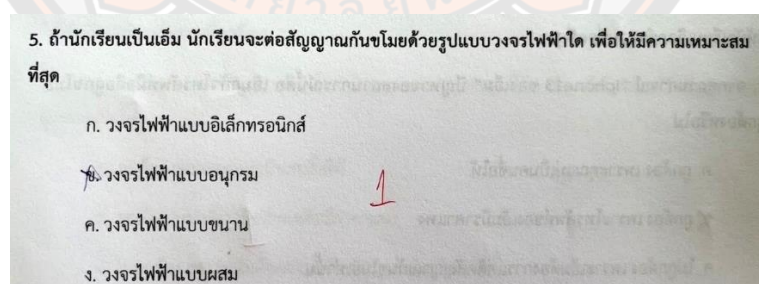 5. ถ้านักเรียนเป็นเอ็ม นักเรียนจะต่อสัญญาณกันขโมยด้วยรูปแบบวงจรไฟฟ้าใด เพื่อให้มีความเหมาะสม
ที่สุด
ก. วงจรไฟฟ้าแบบอิเล็กทรอนิกส์
ข. วงจรไฟฟ้าแบบอนุกรม
1
ค. วงจรไฟฟ้าแบบขนาน
ง. วงจรไฟฟ้าแบบผสม